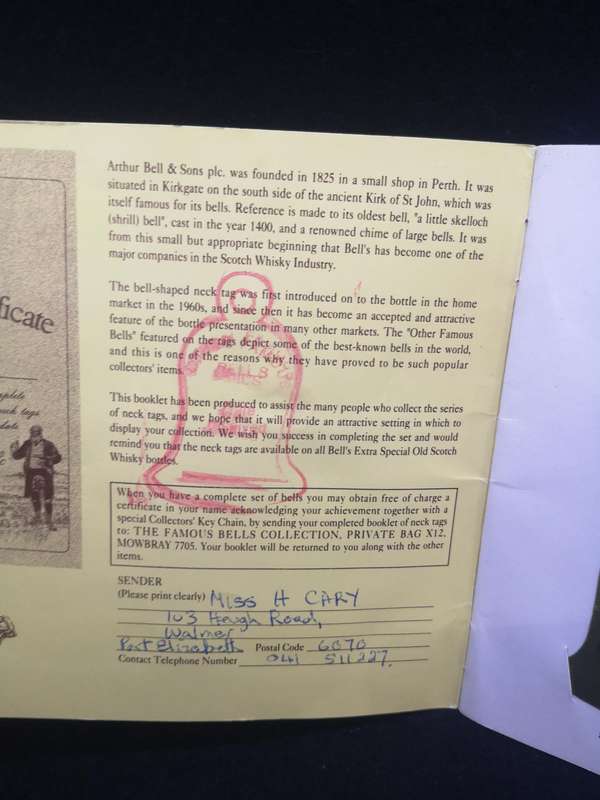 ficate
Arthur Bell & Sons plc. was founded in 1825 in a small shop in Perth. It was
situated in Kirkgate on the south side of the ancient Kirk of St John, which was
itself famous for its bells. Reference is made to its oldest bell, "a little skelloch
(shrill) bell", cast in the year 1400, and a renowned chime of large bells. It was
from this small but appropriate beginning that Bell's has become one of the
major companies in the Scotch Whisky Industry.
The bell-shaped neck tag was first introduced on to the bottle in the home
market in the 1960s, and since then it has become an accepted and attractive
feature of the bottle presentation in many other markets. The "Other Famous
Bells" featured on the tags depict some of the best-known bells in the world,
and this is one of the reasons why they have proved to be such popular
collectors' items.
This booklet has been produced to assist the many people who collect the series
of neck tags, and we hope that it will provide an attractive setting in which to
display your collection. We wish you success in completing the set and would
remind you that the neck tags are available on all Bell's Extra Special Old Scotch
Whisky bottles.
BELLS
When you have a complete set of bells you may obtain free of charge a
certificate in your name acknowledging your achievement together with a
special Collectors' Key Chain, by sending your completed booklet of neck tags
to: THE FAMOUS BELLS COLLECTION, PRIVATE BAG X12,
MOWBRAY 7705. Your booklet will be returned to you along with the other
items.
SENDER
(Please print clearly) MISS H CARY
103 Heugh Road,
Walmer
Port Elizabeth Postal Code 6070
Contact Telephone Number 041 511227.